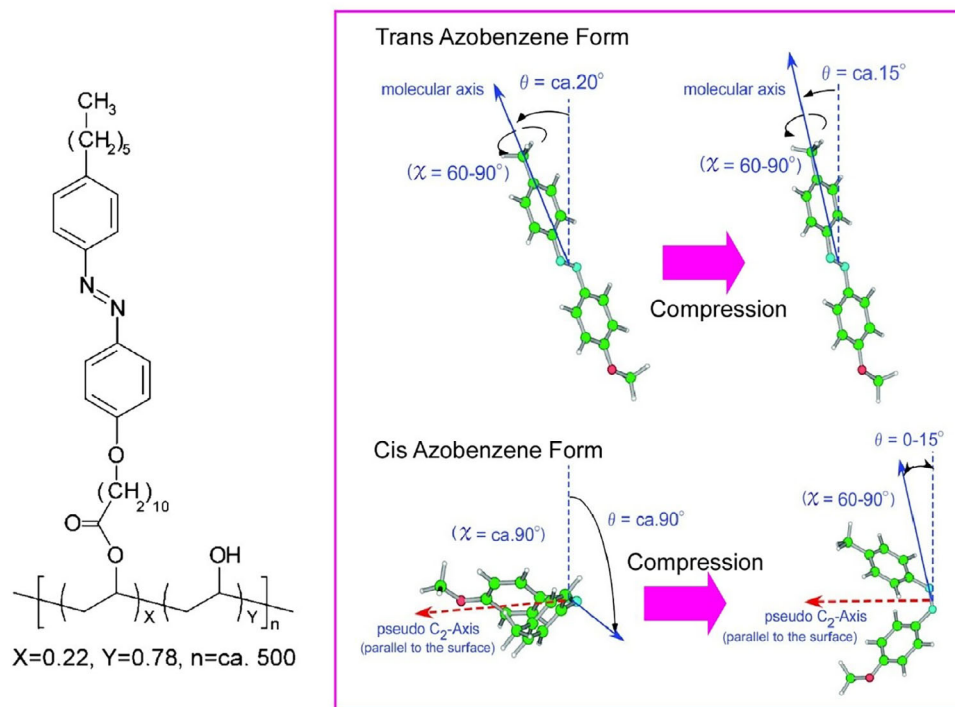 CH₃
(CH₂)₅
N
N
O
(CH₂)₁₀
O
O
OH
X
Y
n
X=0.22, Y=0.78, n=ca. 500
Trans Azobenzene Form
molecular axis
θ = ca.20°
(χ = 60-90°)
Compression
molecular axis
θ = ca.15°
(χ = 60-90°)
Cis Azobenzene Form
(χ = ca.90°)
θ = ca.90°
pseudo C₂-Axis
(parallel to the surface)
Compression
θ = 0-15°
(χ = 60-90°)
pseudo C₂-Axis
(parallel to the surface)